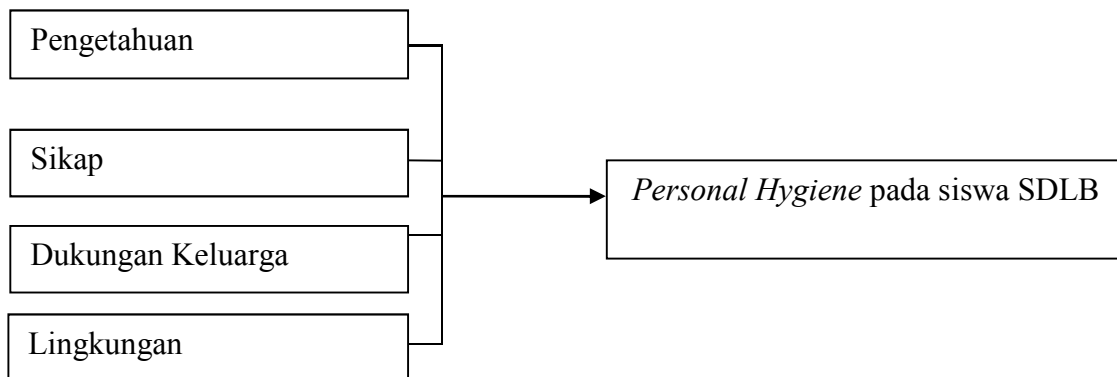 Pengetahuan
Sikap
Personal Hygiene pada siswa SDLB
Dukungan Keluarga
Lingkungan